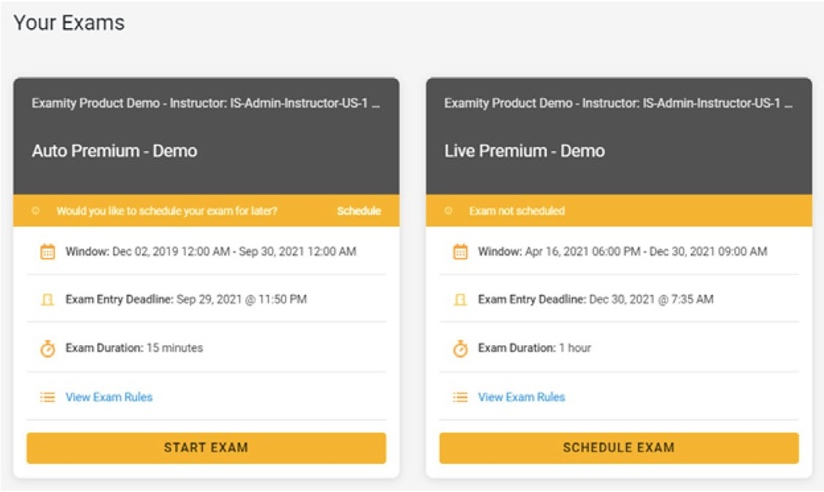 Your Exams
Examity Product Demo - Instructor: IS-Admin-Instructor-US-1 ...
Auto Premium - Demo
Would you like to schedule your exam for later? Schedule
Window: Dec 02, 2019 12:00 AM - Sep 30, 2021 12:00 AM
Exam Entry Deadline: Sep 29, 2021 @ 11:50 PM
Exam Duration: 15 minutes
View Exam Rules
START EXAM
Examity Product Demo - Instructor: IS-Admin-Instructor-US-1 ...
Live Premium - Demo
Exam not scheduled
Window: Apr 16, 2021 06:00 PM - Dec 30, 2021 09:00 AM
Exam Entry Deadline: Dec 30, 2021 @ 7:35 AM
Exam Duration: 1 hour
View Exam Rules
SCHEDULE EXAM